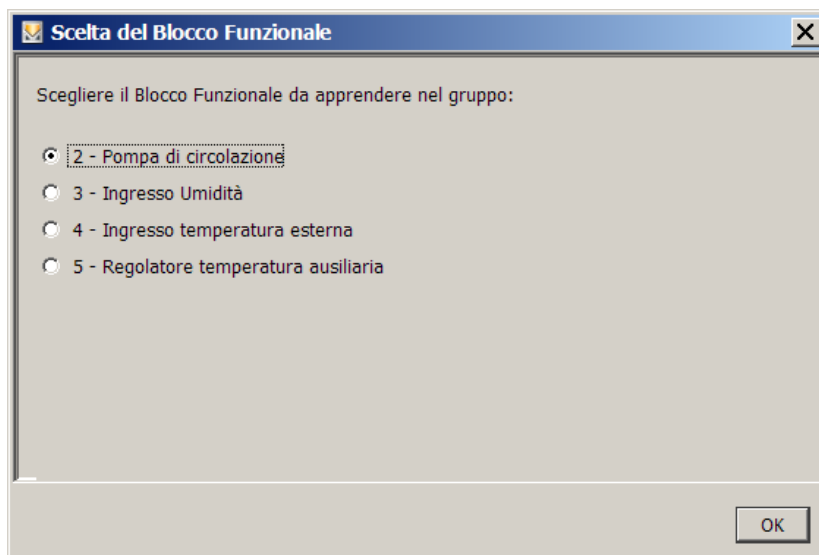 Scelta del Blocco Funzionale
Scegliere il Blocco Funzionale da apprendere nel gruppo:
2 - Pompa di circolazione
3 - Ingresso Umidità
4 - Ingresso temperatura esterna
5 - Regolatore temperatura ausiliaria
OK